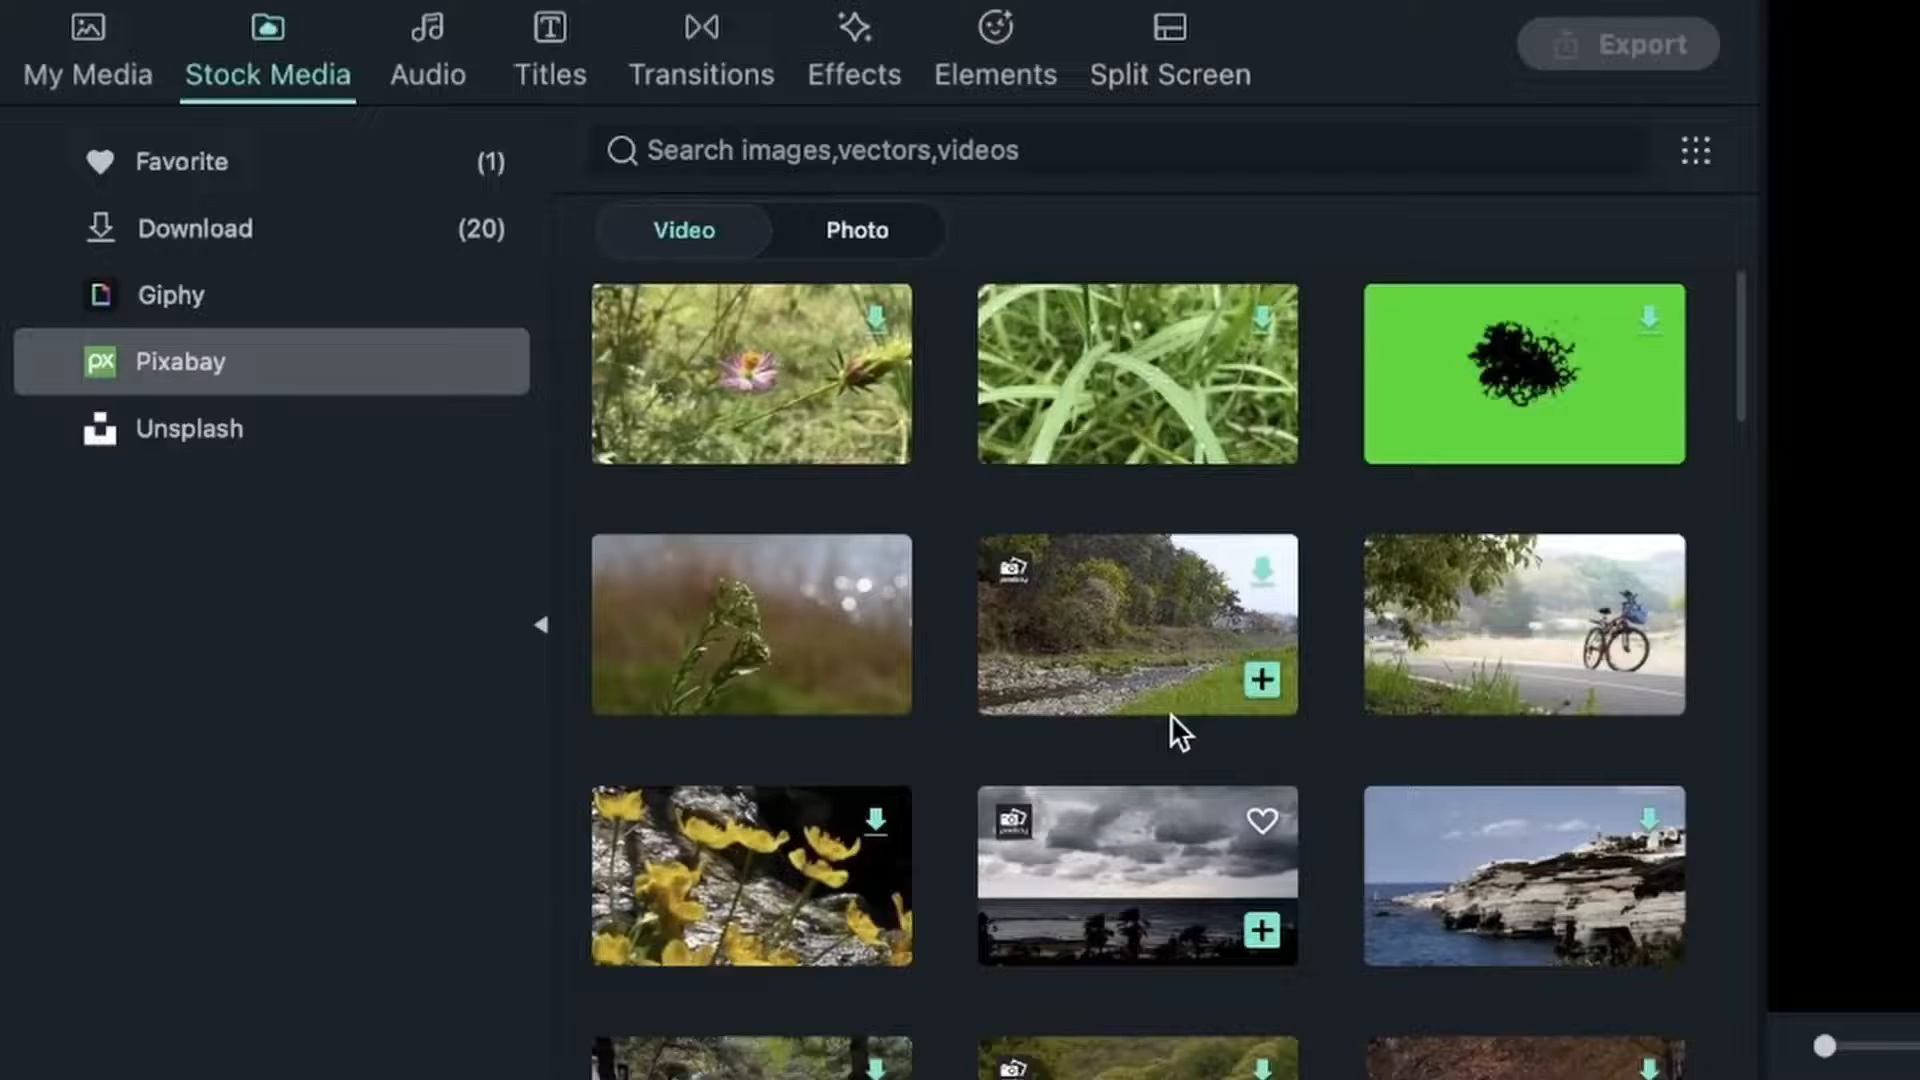 My Media
Stock Media
Audio
Titles
Transitions
Effects
Elements
Split Screen
Export
Favorite (1)
Download (20)
Giphy
px Pixabay
Unsplash
Search images,vectors,videos
Video
Photo